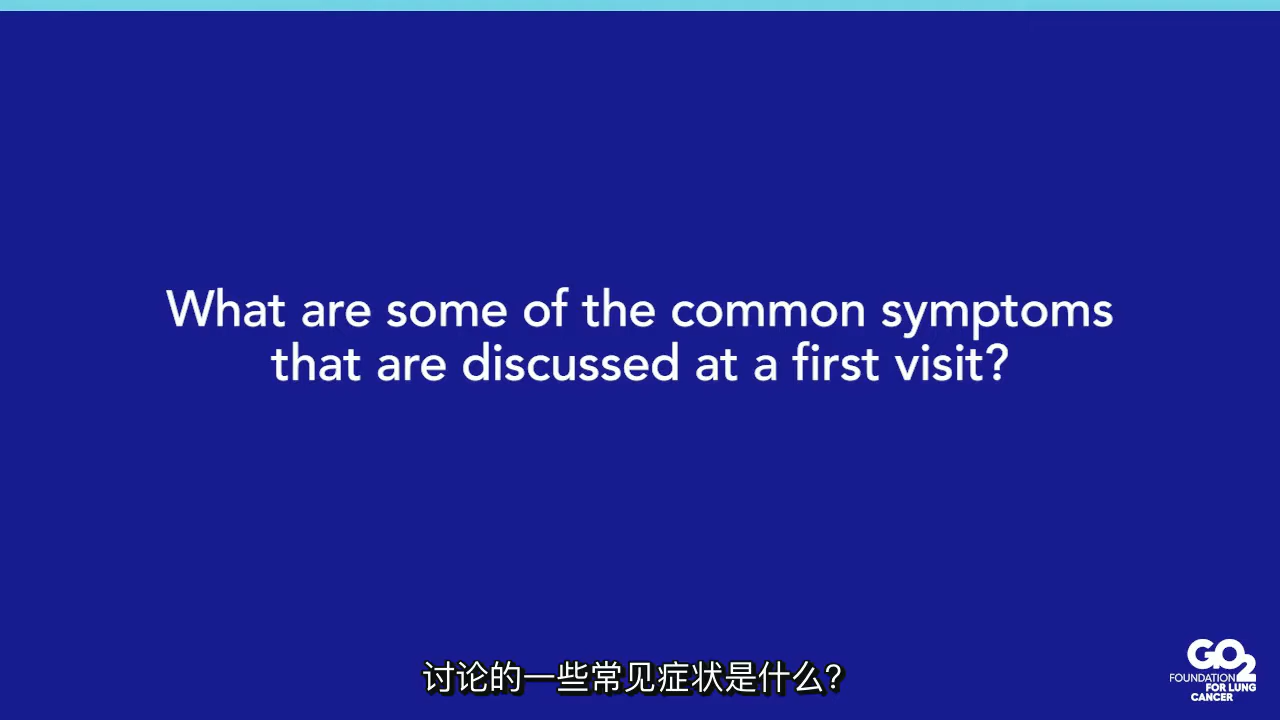 What are some of the common symptoms
that are discussed at a first visit?
讨论的一些常见症状是什么?
GO2
FOUNDATION
FOR LUNG
CANCER